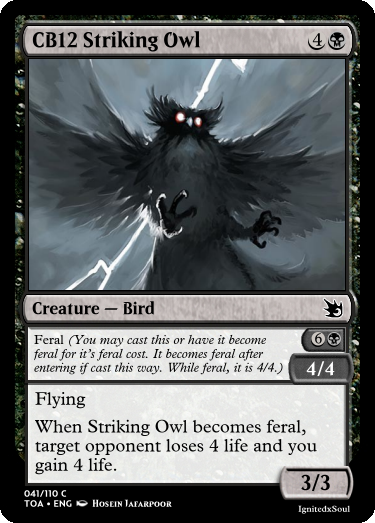 CB12 Striking Owl 4
Creature — Bird
Feral (You may cast this or have it become 6
feral for it's feral cost. It becomes feral after
entering if cast this way. While feral, it is 4/4.) 4/4
Flying
When Striking Owl becomes feral,
target opponent loses 4 life and you
gain 4 life.
3/3
041/110 C
TOA • ENG Hosein Jafarpoor IgnitedxSoul